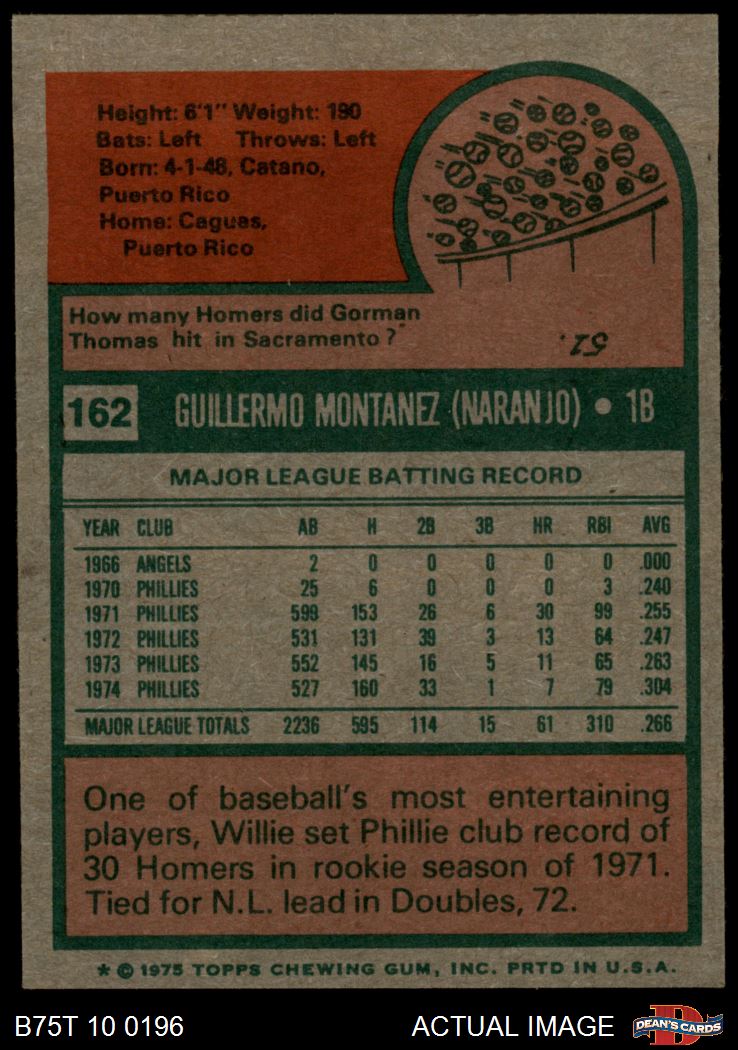 Height: 6'1" Weight: 190
Bats: Left Throws: Left
Born: 4-1-48, Catano,
Puerto Rico
Home: Caguas,
Puerto Rico
How many Homers did Gorman
Thomas hit in Sacramento?
51.
162 GUILLERMO MONTANEZ (NARANJO) • 1B
MAJOR LEAGUE BATTING RECORD
YEAR CLUB AB H 2B 3B HR RBI AVG
1966 ANGELS 2 0 0 0 0 0 .000
1970 PHILLIES 25 6 0 0 0 3 .240
1971 PHILLIES 599 153 26 6 30 99 .255
1972 PHILLIES 531 131 39 3 13 64 .247
1973 PHILLIES 552 145 16 5 11 65 .263
1974 PHILLIES 527 160 33 1 7 79 .304
MAJOR LEAGUE TOTALS 2236 595 114 15 61 310 .266
One of baseball's most entertaining
players, Willie set Phillie club record of
30 Homers in rookie season of 1971.
Tied for N.L. lead in Doubles, 72.
* © 1975 TOPPS CHEWING GUM, INC. PRTD IN U.S.A.
B75T 10 0196 ACTUAL IMAGE DEAN'S CARDS